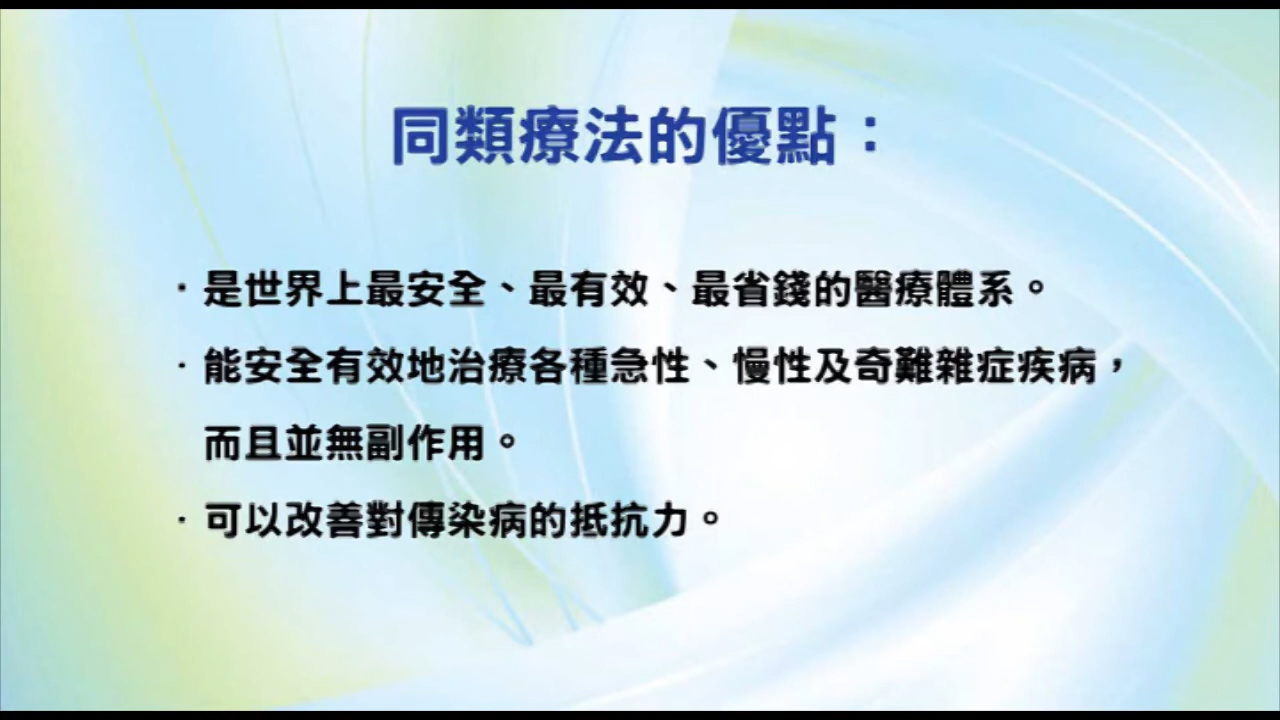 同類療法的優點：
· 是世界上最安全、最有效、最省錢的醫療體系。
· 能安全有效地治療各種急性、慢性及奇難雜症疾病，
而且並無副作用。
· 可以改善對傳染病的抵抗力。